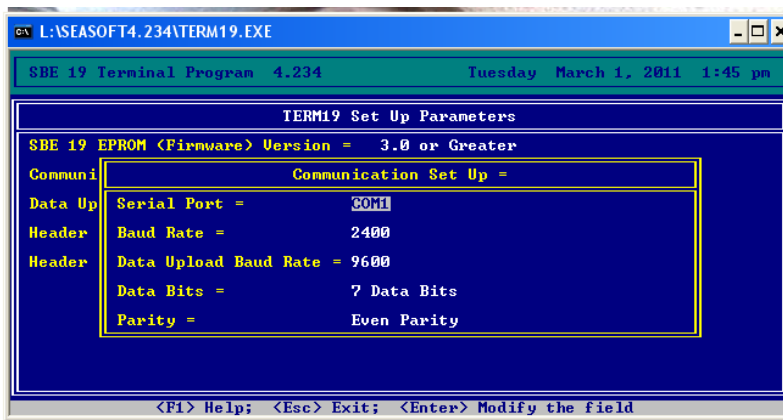 L:\SEASOFT4.234\TERM19.EXE
SBE 19 Terminal Program 4.234 Tuesday March 1, 2011 1:45 pm
TERM19 Set Up Parameters
SBE 19 EPROM (Firmware) Version = 3.0 or Greater
Communi
Communication Set Up =
Data Up
Serial Port = COM1
Header
Baud Rate = 2400
Header
Data Upload Baud Rate = 9600
Data Bits = 7 Data Bits
Parity = Even Parity
<F1> Help; <Esc> Exit; <Enter> Modify the field